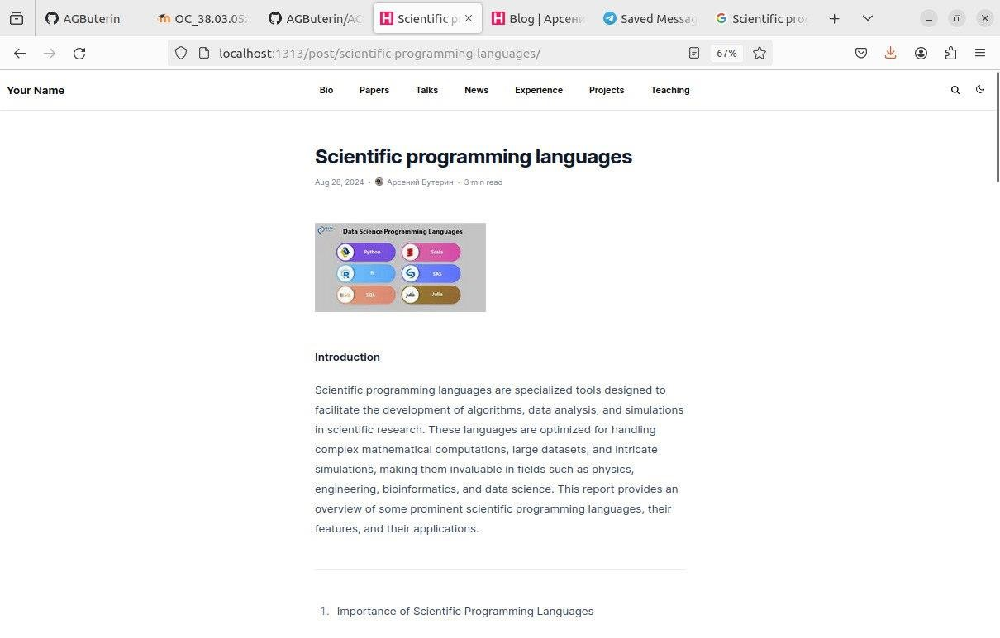 AGButerin
OC_38.03.05:
AGButerin/AC
Scientific pr
Blog | Арсени
Saved Messag
Scientific prog
localhost:1313/post/scientific-programming-languages/
67%
Your Name
Bio
Papers
Talks
News
Experience
Projects
Teaching
Scientific programming languages
Aug 28, 2024 · Арсений Бутерин · 3 min read
Data Science Programming Languages
Python
Scala
R
SAS
SQL
Julia
Introduction
Scientific programming languages are specialized tools designed to
facilitate the development of algorithms, data analysis, and simulations
in scientific research. These languages are optimized for handling
complex mathematical computations, large datasets, and intricate
simulations, making them invaluable in fields such as physics,
engineering, bioinformatics, and data science. This report provides an
overview of some prominent scientific programming languages, their
features, and their applications.
1. Importance of Scientific Programming Languages